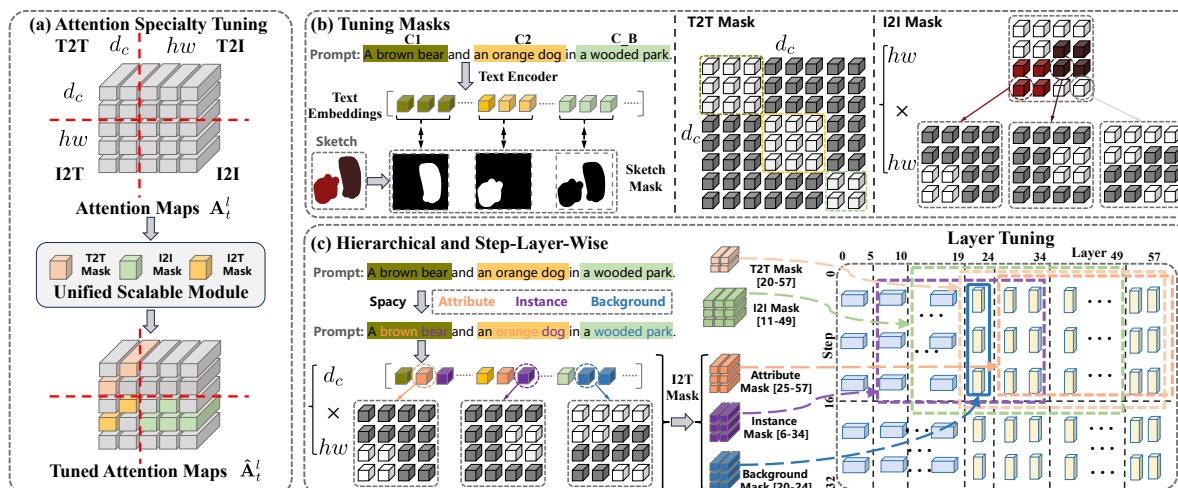 (a) Attention Specialty Tuning
T2T d_c hw T2I
d_c
hw
I2T I2I
Attention Maps A_t^l
T2T Mask
I2I Mask
I2T Mask
Unified Scalable Module
Tuned Attention Maps Â_t^l
(b) Tuning Masks
C1 C2 C_B
Prompt: A brown bear and an orange dog in a wooded park.
Text Encoder
Text
Embeddings
Sketch
Sketch
Mask
T2T Mask
d_c
d_c
I2I Mask
hw
×
hw
(c) Hierarchical and Step-Layer-Wise
Prompt: A brown bear and an orange dog in a wooded park.
Spacy Attribute Instance Background
Prompt: A brown bear and an orange dog in a wooded park.
d_c
×
hw
I2T
Mask
T2T Mask
[20-57]
I2I Mask
[11-49]
Attribute
Mask [25-57]
Instance
Mask [6-34]
Background
Mask [20-24]
Layer Tuning
0 5 10 19 24 34 Layer 49 57
0
Step
16
32